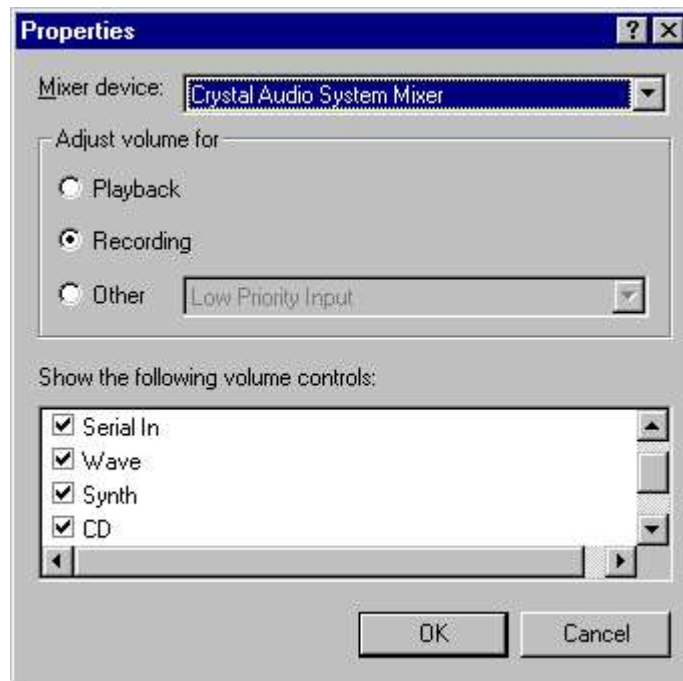 Properties
Mixer device: Crystal Audio System Mixer
Adjust volume for
Playback
Recording
Other Low Priority Input
Show the following volume controls:
Serial In
Wave
Synth
CD
OK Cancel